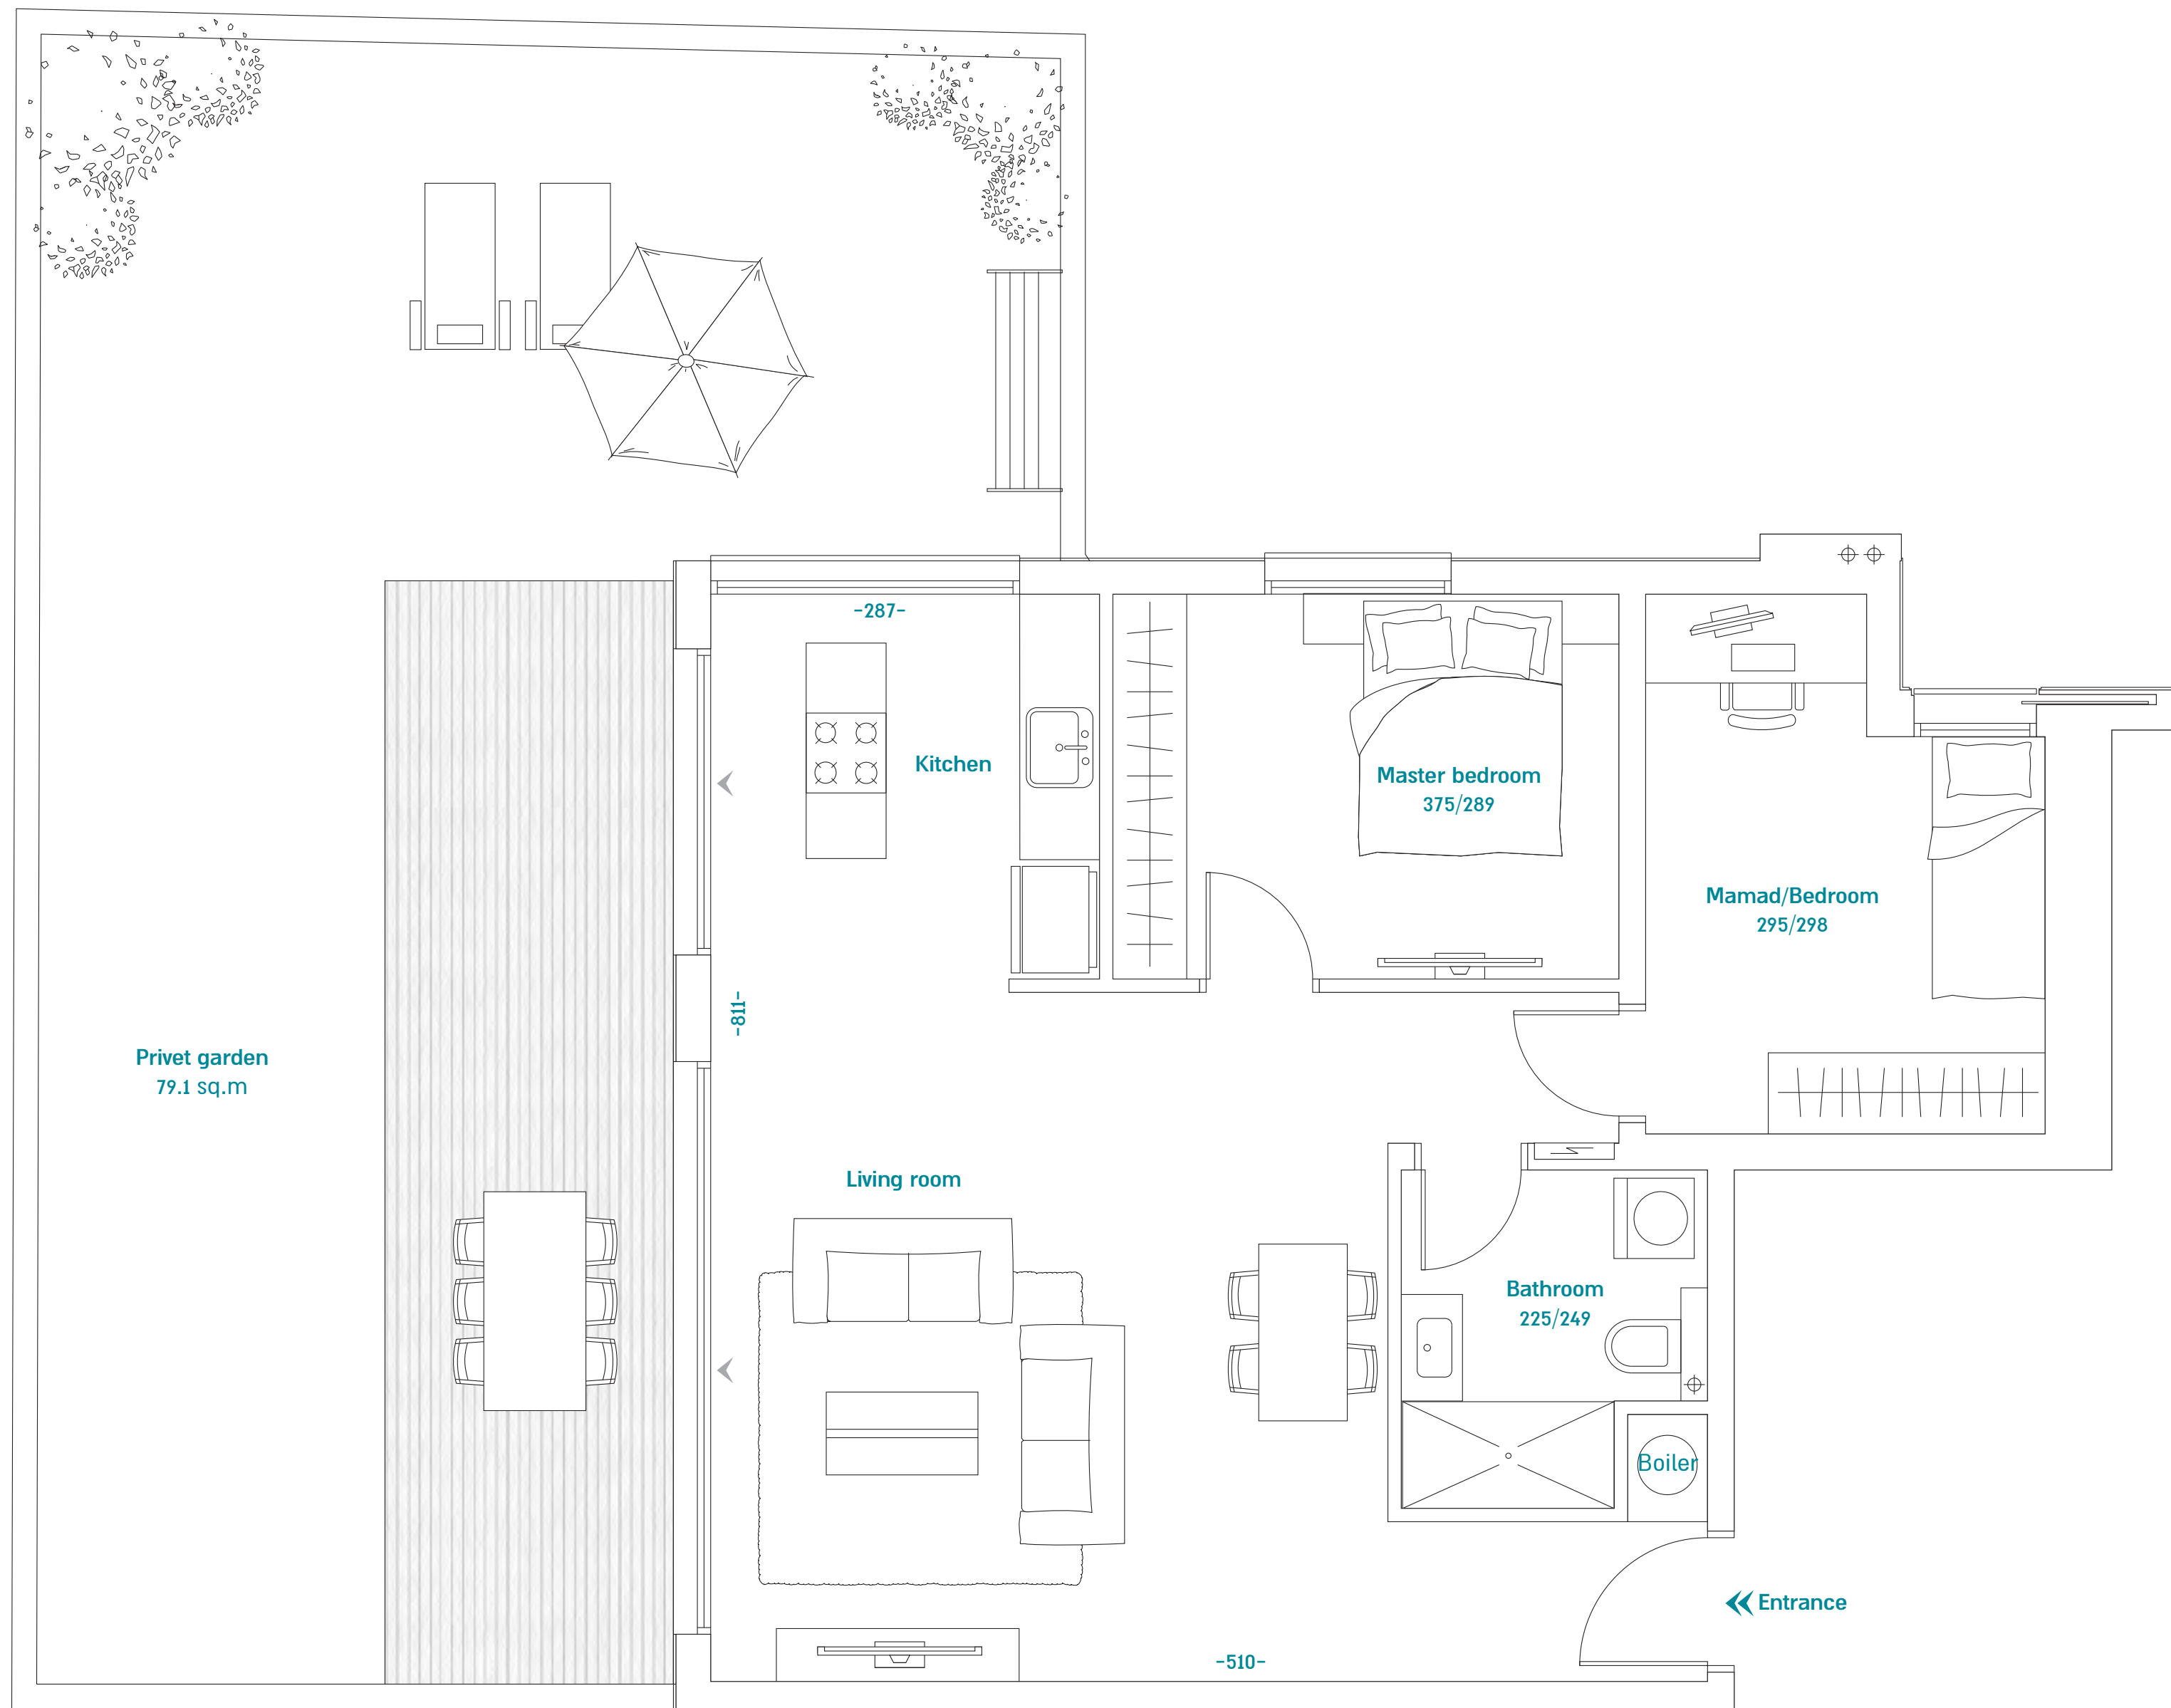 -287-
Kitchen
Master bedroom
375/289
Mamad/Bedroom
295/298
-811-
Privet garden
79.1 sq.m
Living room
Bathroom
225/249
Boiler
Entrance
-510-